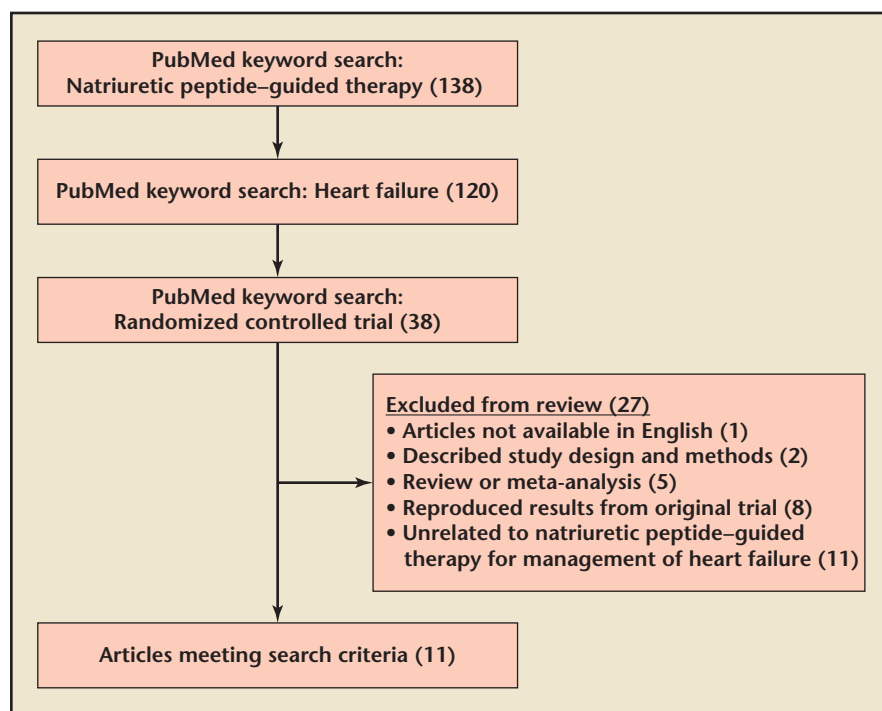 PubMed keyword search:
Natriuretic peptide–guided therapy (138)
PubMed keyword search: Heart failure (120)
PubMed keyword search:
Randomized controlled trial (38)
Excluded from review (27)
• Articles not available in English (1)
• Described study design and methods (2)
• Review or meta-analysis (5)
• Reproduced results from original trial (8)
• Unrelated to natriuretic peptide–guided
therapy for management of heart failure (11)
Articles meeting search criteria (11)